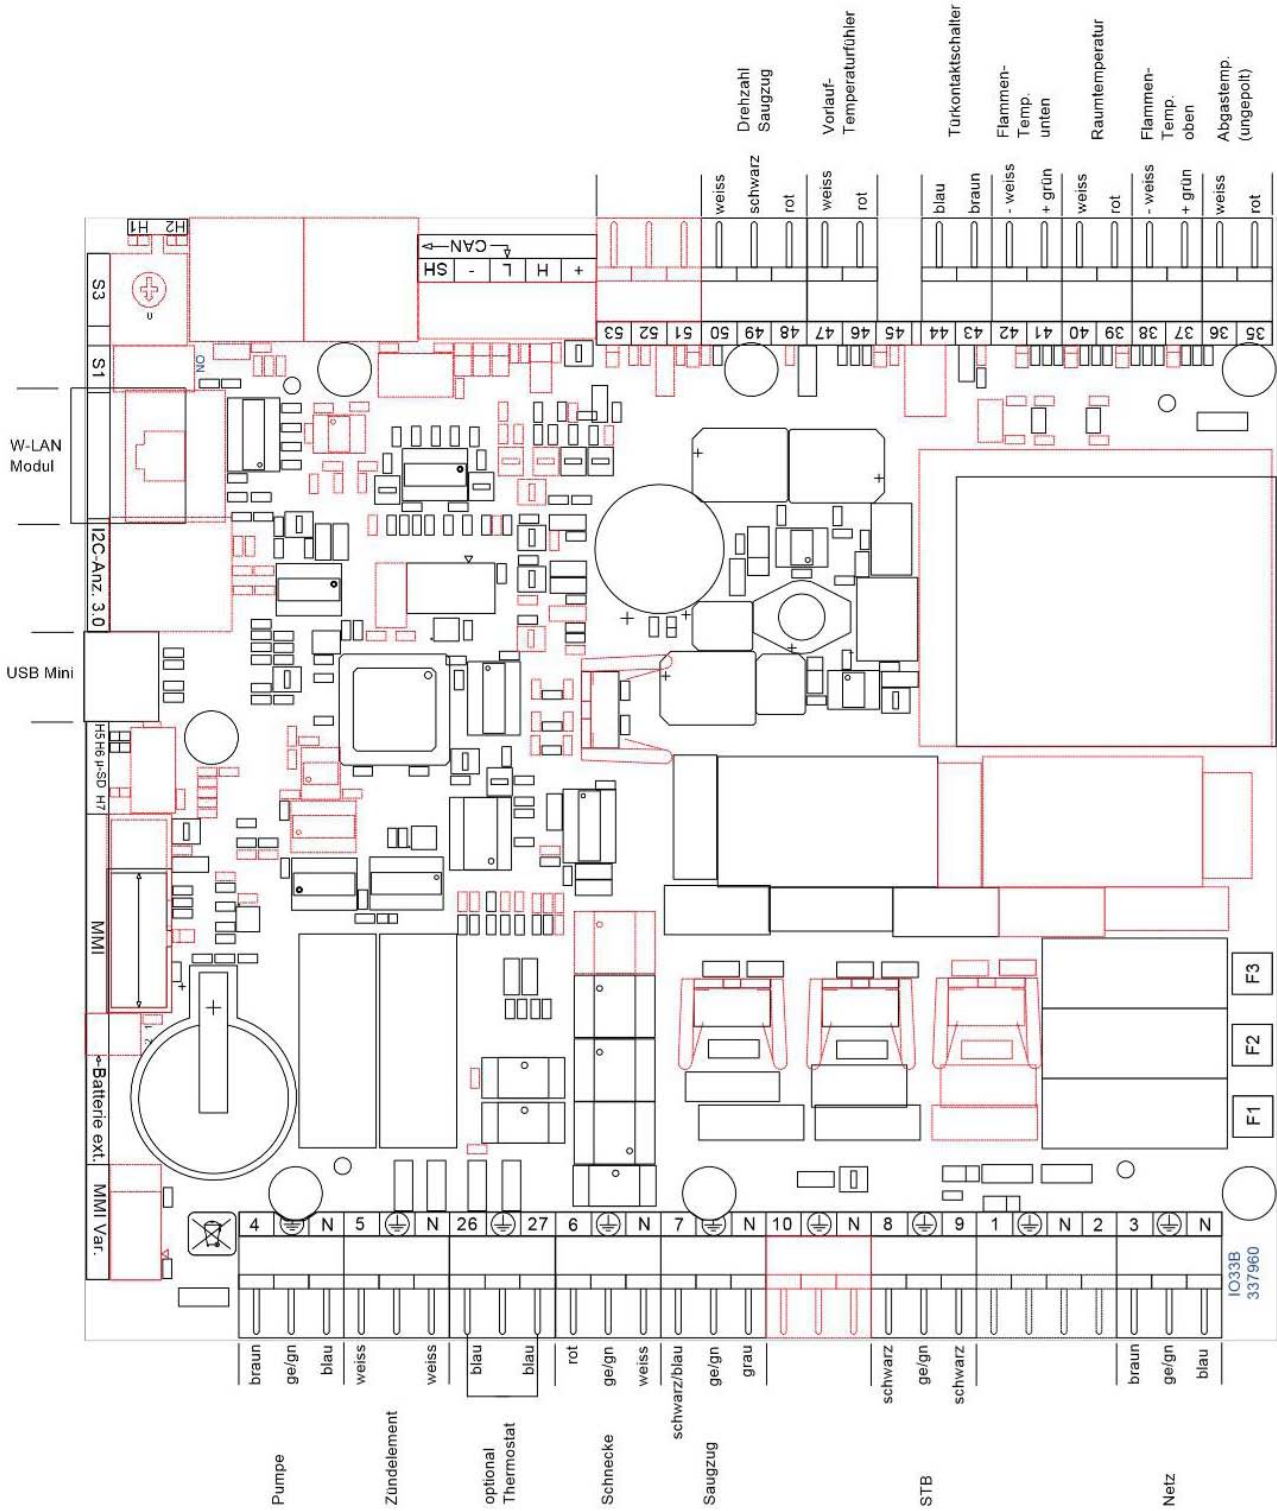 Drehzahl
Saugzug
Vorlauf-
Temperaturfühler
Türkontaktschalter
Flammen-
Temp.
unten
Raumtemperatur
Flammen-
Temp.
oben
Abgastemp.
(ungepolt)
weiss
schwarz
rot
weiss
rot
blau
braun
- weiss
+ grün
weiss
rot
- weiss
+ grün
weiss
rot
H1
H2
CAN
SH
-
L
H
+
53
52
51
50
49
48
47
46
45
44
43
42
41
40
39
38
37
36
35
S3
0
S1
ON
W-LAN
Modul
I2C-Anz. 3.0
USB Mini
H5 H6 µ-SD H7
MMI
Batterie ext.
MMI Var.
F3
F2
F1
4
N
5
N
26
27
6
N
7
N
10
N
8
9
1
N
2
3
N
IO33B
337960
braun
ge/gn
blau
weiss
weiss
blau
blau
rot
ge/gn
weiss
schwarz/blau
ge/gn
grau
schwarz
ge/gn
schwarz
braun
ge/gn
blau
Pumpe
Zündelement
optional
Thermostat
Schnecke
Saugzug
STB
Netz